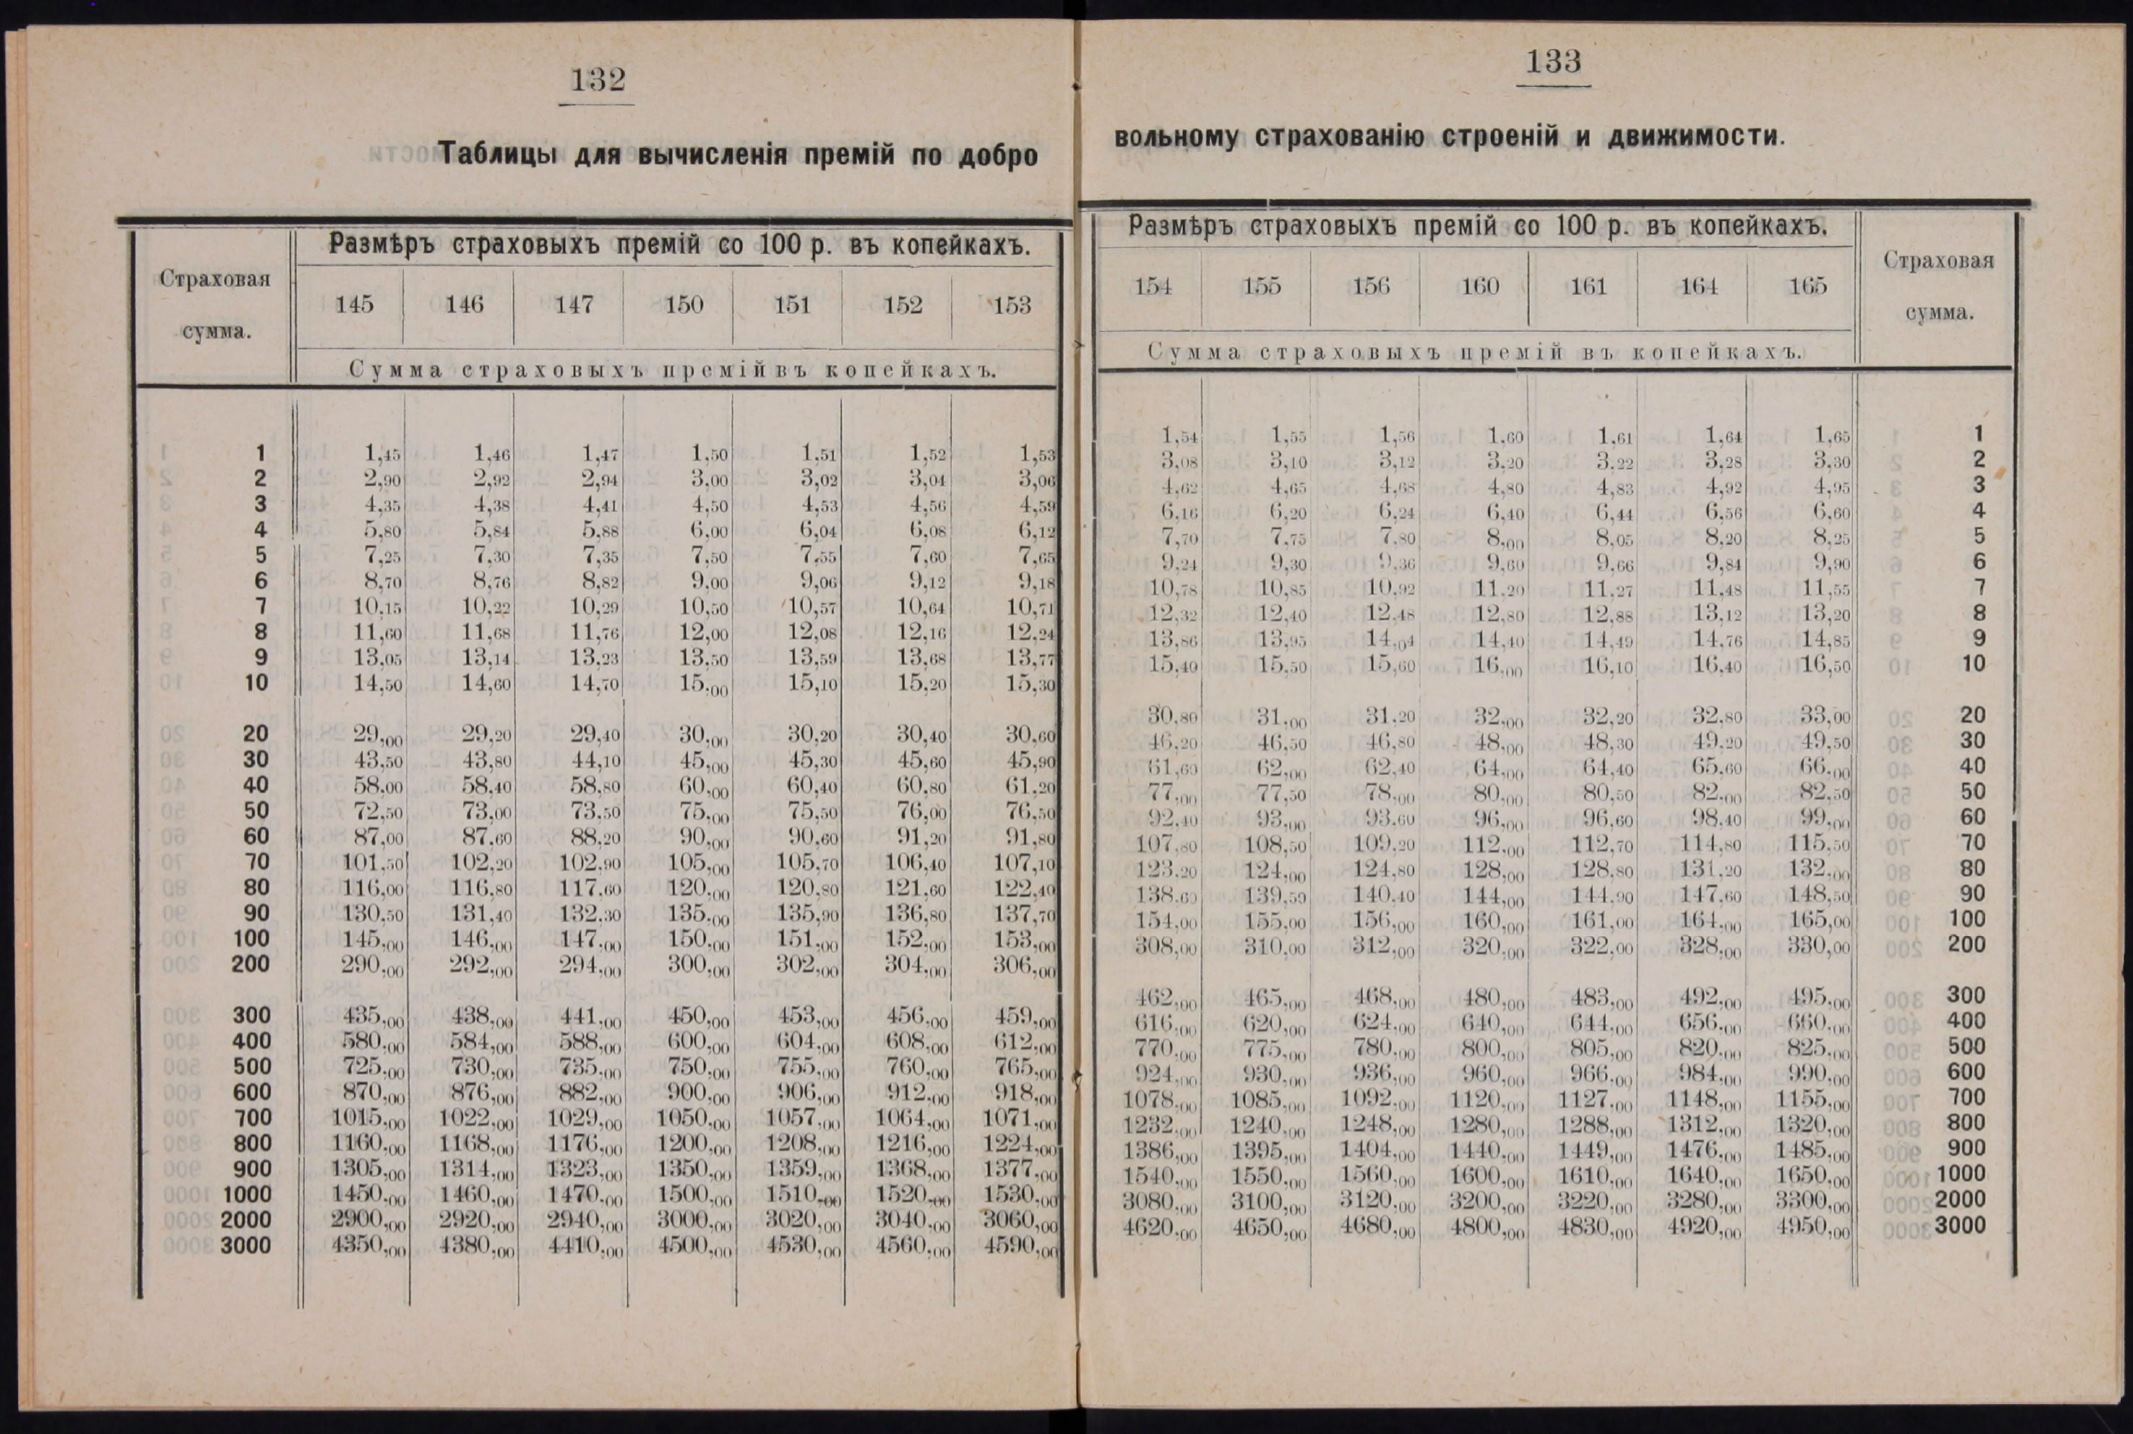 132
Таблицы для вычисленія премій по добро
Страховая сумма.
Размѣръ страховыхъ премій со 100 р. въ копейкахъ.
145 146 147 150 151 152 153
Сумма страховыхъ премій въ копейкахъ.
1 1,45 1,46 1,47 1,50 1,51 1,52 1,53
2 2,90 2,92 2,94 3,00 3,02 3,04 3,06
3 4,35 4,38 4,41 4,50 4,53 4,56 4,59
4 5,80 5,84 5,88 6,00 6,04 6,08 6,12
5 7,25 7,30 7,35 7,50 7,55 7,60 7,65
6 8,70 8,76 8,82 9,00 9,06 9,12 9,18
7 10,15 10,22 10,29 10,50 10,57 10,64 10,71
8 11,60 11,68 11,76 12,00 12,08 12,16 12,24
9 13,05 13,14 13,23 13,50 13,59 13,68 13,77
10 14,50 14,60 14,70 15,00 15,10 15,20 15,30
20 29,00 29,20 29,40 30,00 30,20 30,40 30,60
30 43,50 43,80 44,10 45,00 45,30 45,60 45,90
40 58,00 58,40 58,80 60,00 60,40 60,80 61,20
50 72,50 73,00 73,50 75,00 75,50 76,00 76,50
60 87,00 87,60 88,20 90,00 90,60 91,20 91,80
70 101,50 102,20 102,90 105,00 105,70 106,40 107,10
80 116,00 116,80 117,60 120,00 120,80 121,60 122,40
90 130,50 131,40 132,30 135,00 135,90 136,80 137,70
100 145,00 146,00 147,00 150,00 151,00 152,00 153,00
200 290,00 292,00 294,00 300,00 302,00 304,00 306,00
300 435,00 438,00 441,00 450,00 453,00 456,00 459,00
400 580,00 584,00 588,00 600,00 604,00 608,00 612,00
500 725,00 730,00 735,00 750,00 755,00 760,00 765,00
600 870,00 876,00 882,00 900,00 906,00 912,00 918,00
700 1015,00 1022,00 1029,00 1050,00 1057,00 1064,00 1071,00
800 1160,00 1168,00 1176,00 1200,00 1208,00 1216,00 1224,00
900 1305,00 1314,00 1323,00 1350,00 1359,00 1368,00 1377,00
1000 1450,00 1460,00 1470,00 1500,00 1510,00 1520,00 1530,00
2000 2900,00 2920,00 2940,00 3000,00 3020,00 3040,00 3060,00
3000 4350,00 4380,00 4410,00 4500,00 4530,00 4560,00 4590,00
133
вольному страхованію строеній и движимости.
Размѣръ страховыхъ премій со 100 р. въ копейкахъ.
Страховая сумма.
154 155 156 160 161 164 165
Сумма страховыхъ премій въ копейкахъ.
1,54 1,55 1,56 1,60 1,61 1,64 1,65 1
3,08 3,10 3,12 3,20 3,22 3,28 3,30 2
4,62 4,65 4,68 4,80 4,83 4,92 4,95 3
6,16 6,20 6,24 6,40 6,44 6,56 6,60 4
7,70 7,75 7,80 8,00 8,05 8,20 8,25 5
9,24 9,30 9,36 9,60 9,66 9,84 9,90 6
10,78 10,85 10,92 11,20 11,27 11,48 11,55 7
12,32 12,40 12,48 12,80 12,88 13,12 13,20 8
13,86 13,95 14,04 14,40 14,49 14,76 14,85 9
15,40 15,50 15,60 16,00 16,10 16,40 16,50 10
30,80 31,00 31,20 32,00 32,20 32,80 33,00 20
46,20 46,50 46,80 48,00 48,30 49,20 49,50 30
61,60 62,00 62,40 64,00 64,40 65,60 66,00 40
77,00 77,50 78,00 80,00 80,50 82,00 82,50 50
92,40 93,00 93,60 96,00 96,60 98,40 99,00 60
107,80 108,50 109,20 112,00 112,70 114,80 115,50 70
123,20 124,00 124,80 128,00 128,80 131,20 132,00 80
138,60 139,50 140,40 144,00 144,90 147,60 148,50 90
154,00 155,00 156,00 160,00 161,00 164,00 165,00 100
308,00 310,00 312,00 320,00 322,00 328,00 330,00 200
462,00 465,00 468,00 480,00 483,00 492,00 495,00 300
616,00 620,00 624,00 640,00 644,00 656,00 660,00 400
770,00 775,00 780,00 800,00 805,00 820,00 825,00 500
924,00 930,00 936,00 960,00 966,00 984,00 990,00 600
1078,00 1085,00 1092,00 1120,00 1127,00 1148,00 1155,00 700
1232,00 1240,00 1248,00 1280,00 1288,00 1312,00 1320,00 800
1386,00 1395,00 1404,00 1440,00 1449,00 1476,00 1485,00 900
1540,00 1550,00 1560,00 1600,00 1610,00 1640,00 1650,00 1000
3080,00 3100,00 3120,00 3200,00 3220,00 3280,00 3300,00 2000
4620,00 4650,00 4680,00 4800,00 4830,00 4920,00 4950,00 3000